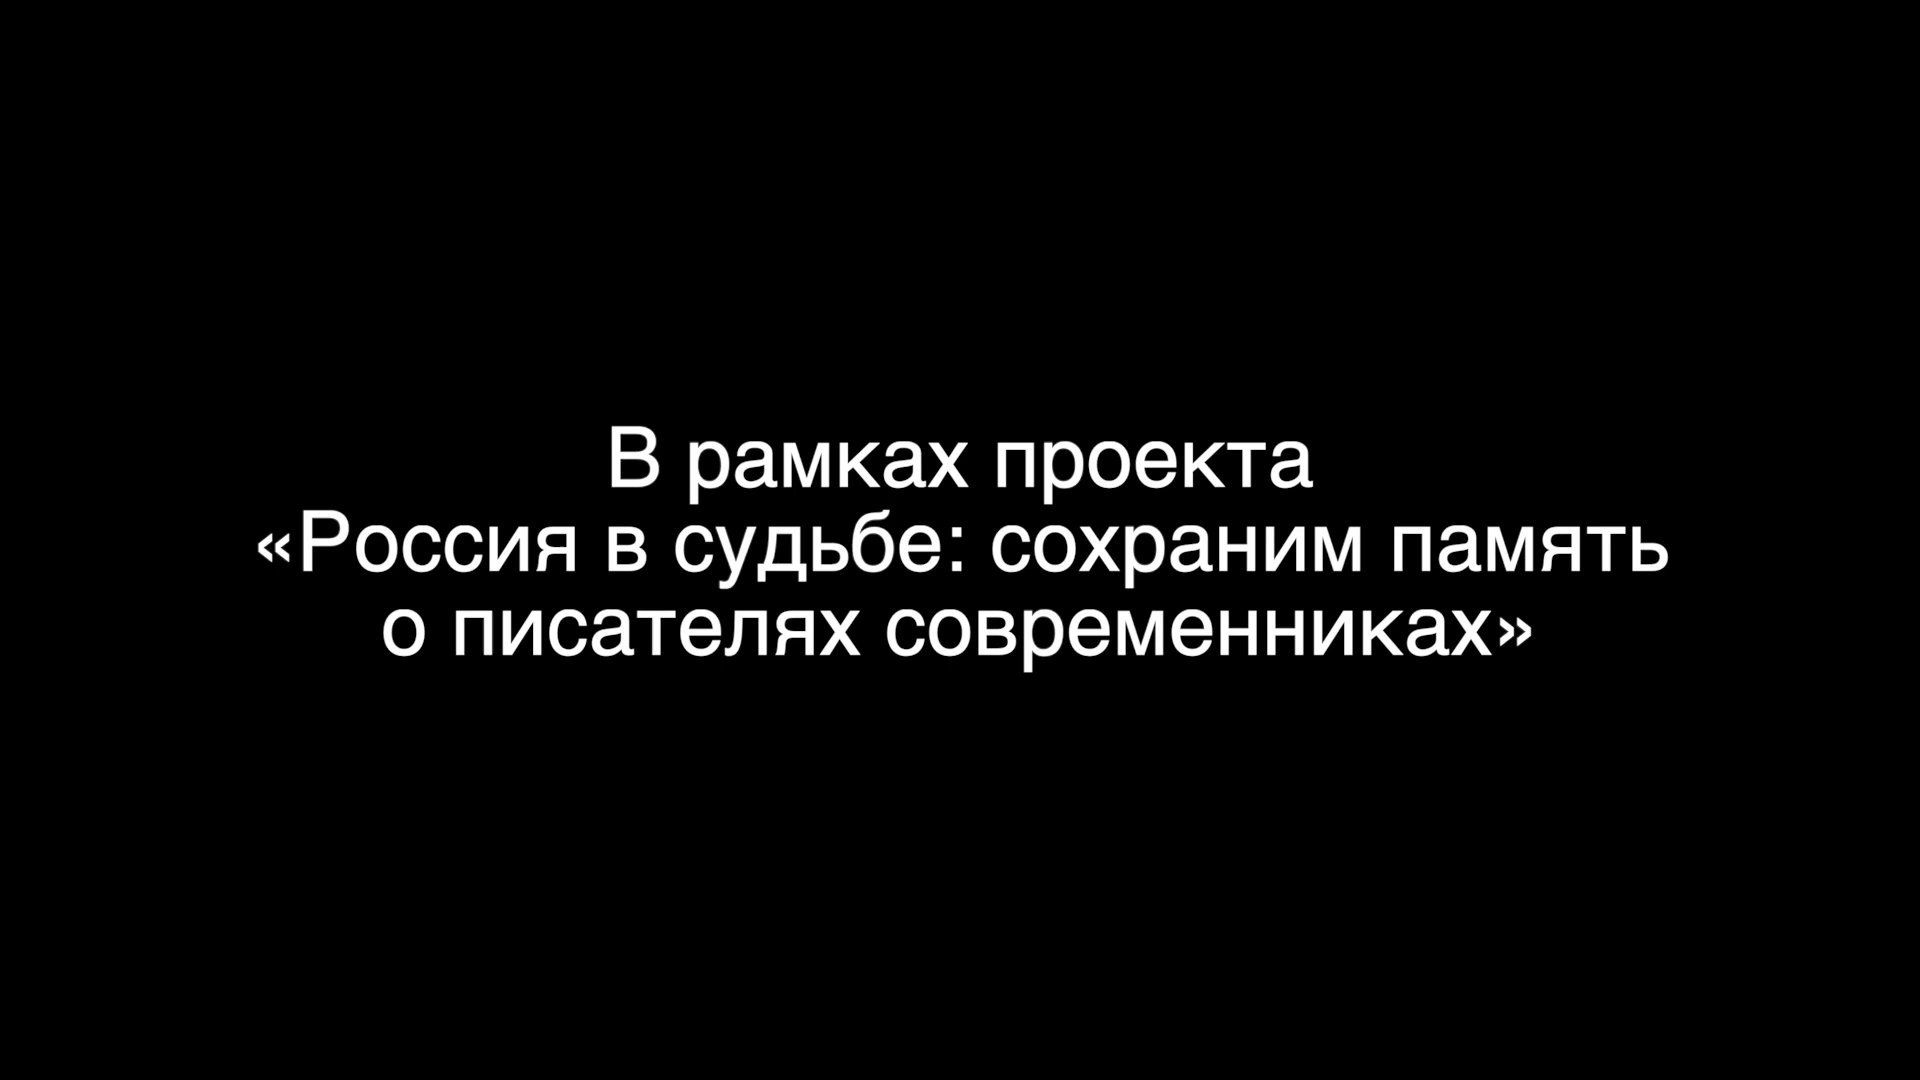 В рамках проекта
«Россия в судьбе: сохраним память
о писателях современниках»